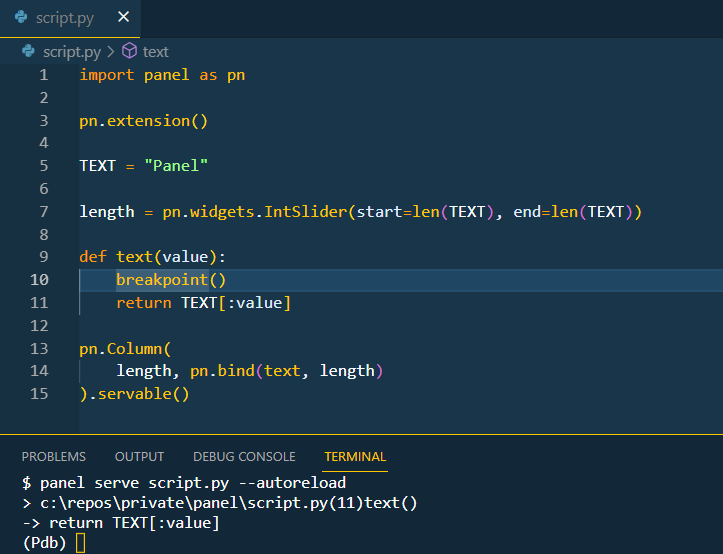 script.py ×
script.py > text
1 import panel as pn
2
3 pn.extension()
4
5 TEXT = "Panel"
6
7 length = pn.widgets.IntSlider(start=len(TEXT), end=len(TEXT))
8
9 def text(value):
10     breakpoint()
11     return TEXT[:value]
12
13 pn.Column(
14     length, pn.bind(text, length)
15 ).servable()
PROBLEMS OUTPUT DEBUG CONSOLE TERMINAL
$ panel serve script.py --autoreload
> c:\repos\private\panel\script.py(11)text()
-> return TEXT[:value]
(Pdb)